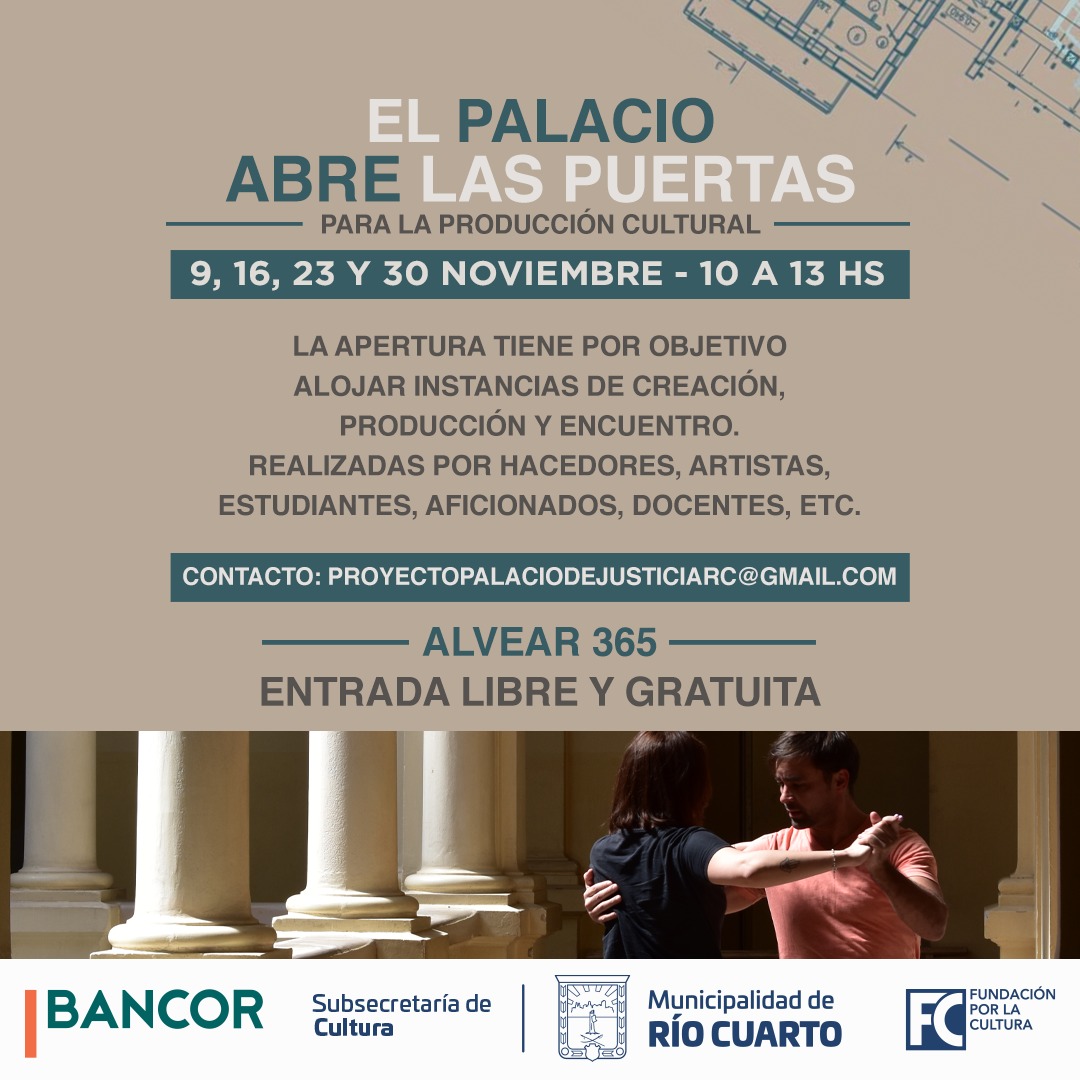 EL PALACIO
ABRE LAS PUERTAS
PARA LA PRODUCCIÓN CULTURAL
9, 16, 23 Y 30 NOVIEMBRE - 10 A 13 HS
LA APERTURA TIENE POR OBJETIVO
ALOJAR INSTANCIAS DE CREACIÓN,
PRODUCCIÓN Y ENCUENTRO.
REALIZADAS POR HACEDORES, ARTISTAS,
ESTUDIANTES, AFICIONADOS, DOCENTES, ETC.
CONTACTO: PROYECTOPALACIODEJUSTICIARC@GMAIL.COM
ALVEAR 365
ENTRADA LIBRE Y GRATUITA
BANCOR
Subsecretaría de
Cultura
Municipalidad de
RÍO CUARTO
FC
FUNDACIÓN
POR LA
CULTURA